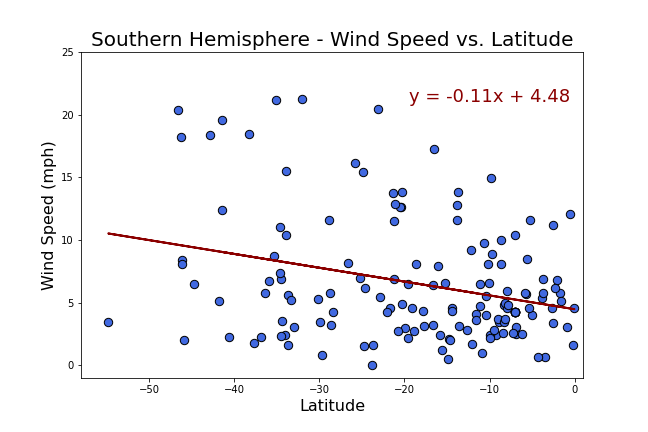 Southern Hemisphere - Wind Speed vs. Latitude
25
y = -0.11x + 4.48
20
15
Wind Speed (mph)
10
5
0
−50 −40 −30 −20 −10 0
Latitude